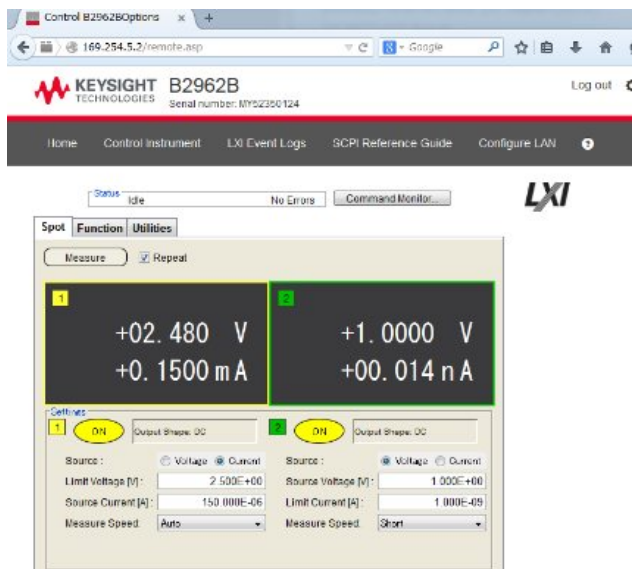 Control B2962BOptions × +
169.254.5.2/remote.asp Google
KEYSIGHT TECHNOLOGIES B2962B
Serial number: MY52350124
Log out
Home Control Instrument LXI Event Logs SCPI Reference Guide Configure LAN ?
Status
Idle No Errors Command Monitor...
LXI
Spot Function Utilities
Measure Repeat
1 2
+02.480 V +1.0000 V
+0.1500 mA +00.014 nA
Settings
1 ON Output Shape: DC 2 ON Output Shape: DC
Source : Voltage Current Source : Voltage Current
Limit Voltage [V] : 2.500E+00 Source Voltage [V] : 1.000E+00
Source Current [A] : 150.000E-06 Limit Current [A] : 1.000E-09
Measure Speed: Auto Measure Speed: Short